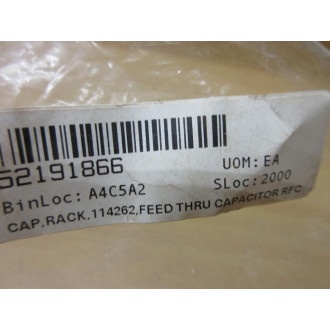 52191866
UOM: EA
BinLoc: A4C5A2
SLoc: 2000
CAP,RACK,114262,FEED THRU CAPACITOR RFC